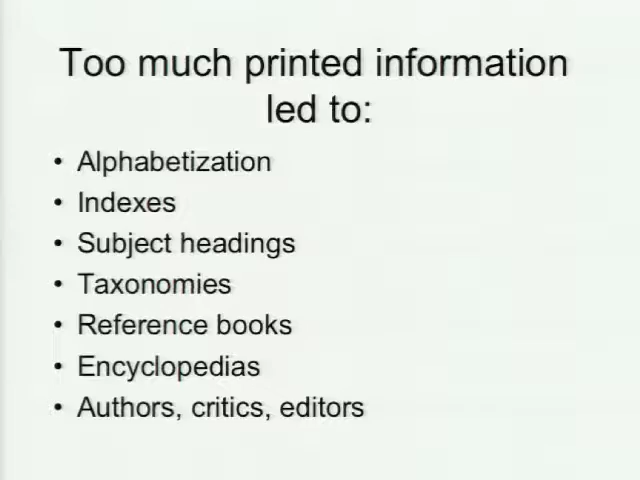 Too much printed information
led to:
• Alphabetization
• Indexes
• Subject headings
• Taxonomies
• Reference books
• Encyclopedias
• Authors, critics, editors